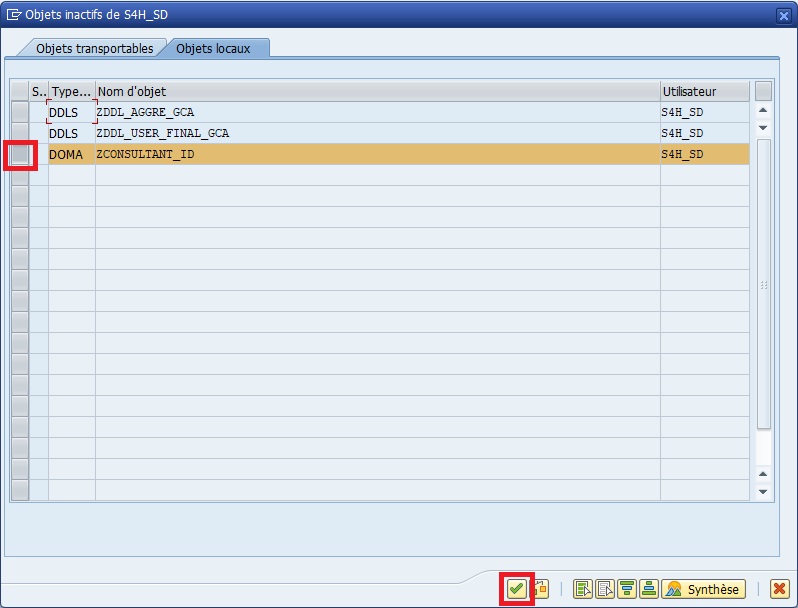 Objets inactifs de S4H_SD
Objets transportables Objets locaux
S.. Type... Nom d'objet Utilisateur
DDLS ZDDL_AGGRE_GCA S4H_SD
DDLS ZDDL_USER_FINAL_GCA S4H_SD
DOMA ZCONSULTANT_ID S4H_SD
Synthèse